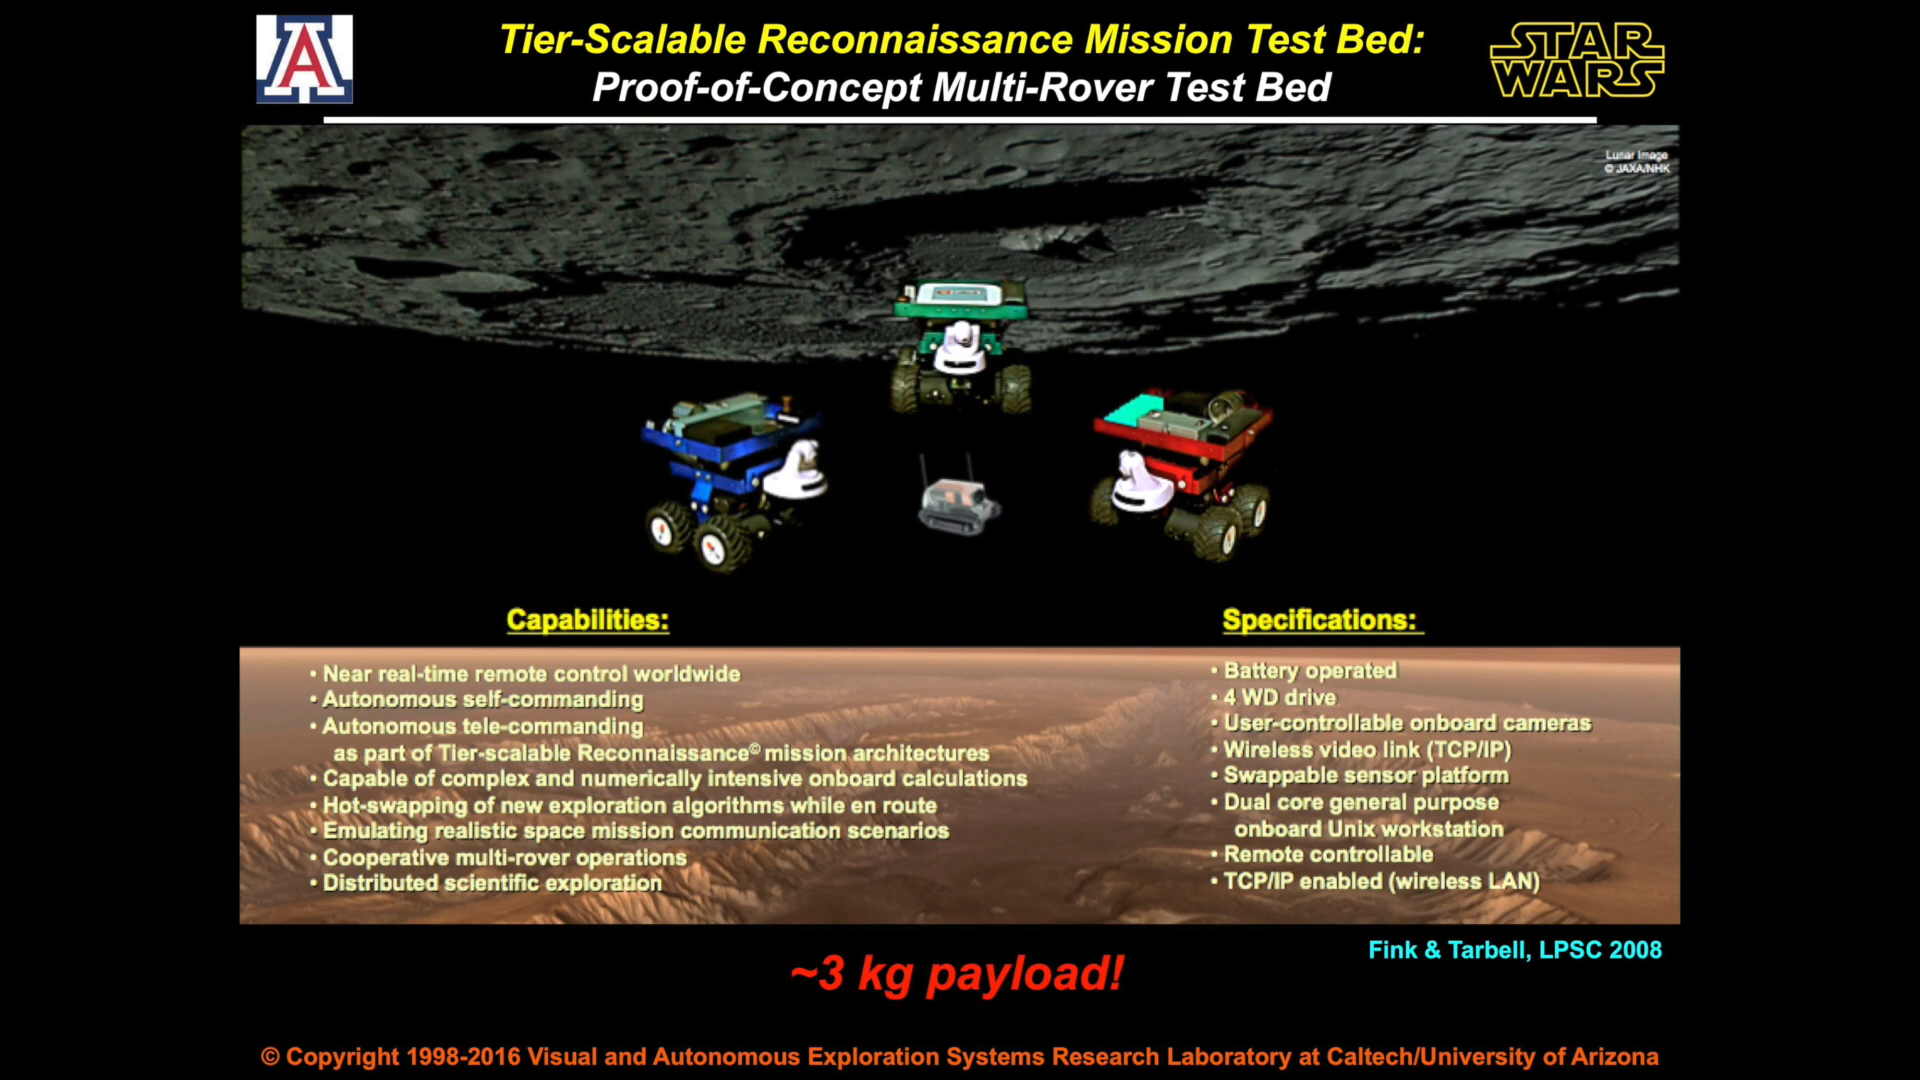 A
Tier-Scalable Reconnaissance Mission Test Bed:
Proof-of-Concept Multi-Rover Test Bed
STAR
WARS
Lunar Image
© JAXA/NHK
Capabilities:
• Near real-time remote control worldwide
• Autonomous self-commanding
• Autonomous tele-commanding
as part of Tier-scalable Reconnaissance© mission architectures
• Capable of complex and numerically intensive onboard calculations
• Hot-swapping of new exploration algorithms while en route
• Emulating realistic space mission communication scenarios
• Cooperative multi-rover operations
• Distributed scientific exploration
Specifications:
• Battery operated
• 4 WD drive
• User-controllable onboard cameras
• Wireless video link (TCP/IP)
• Swappable sensor platform
• Dual core general purpose
onboard Unix workstation
• Remote controllable
• TCP/IP enabled (wireless LAN)
Fink & Tarbell, LPSC 2008
~3 kg payload!
© Copyright 1998-2016 Visual and Autonomous Exploration Systems Research Laboratory at Caltech/University of Arizona